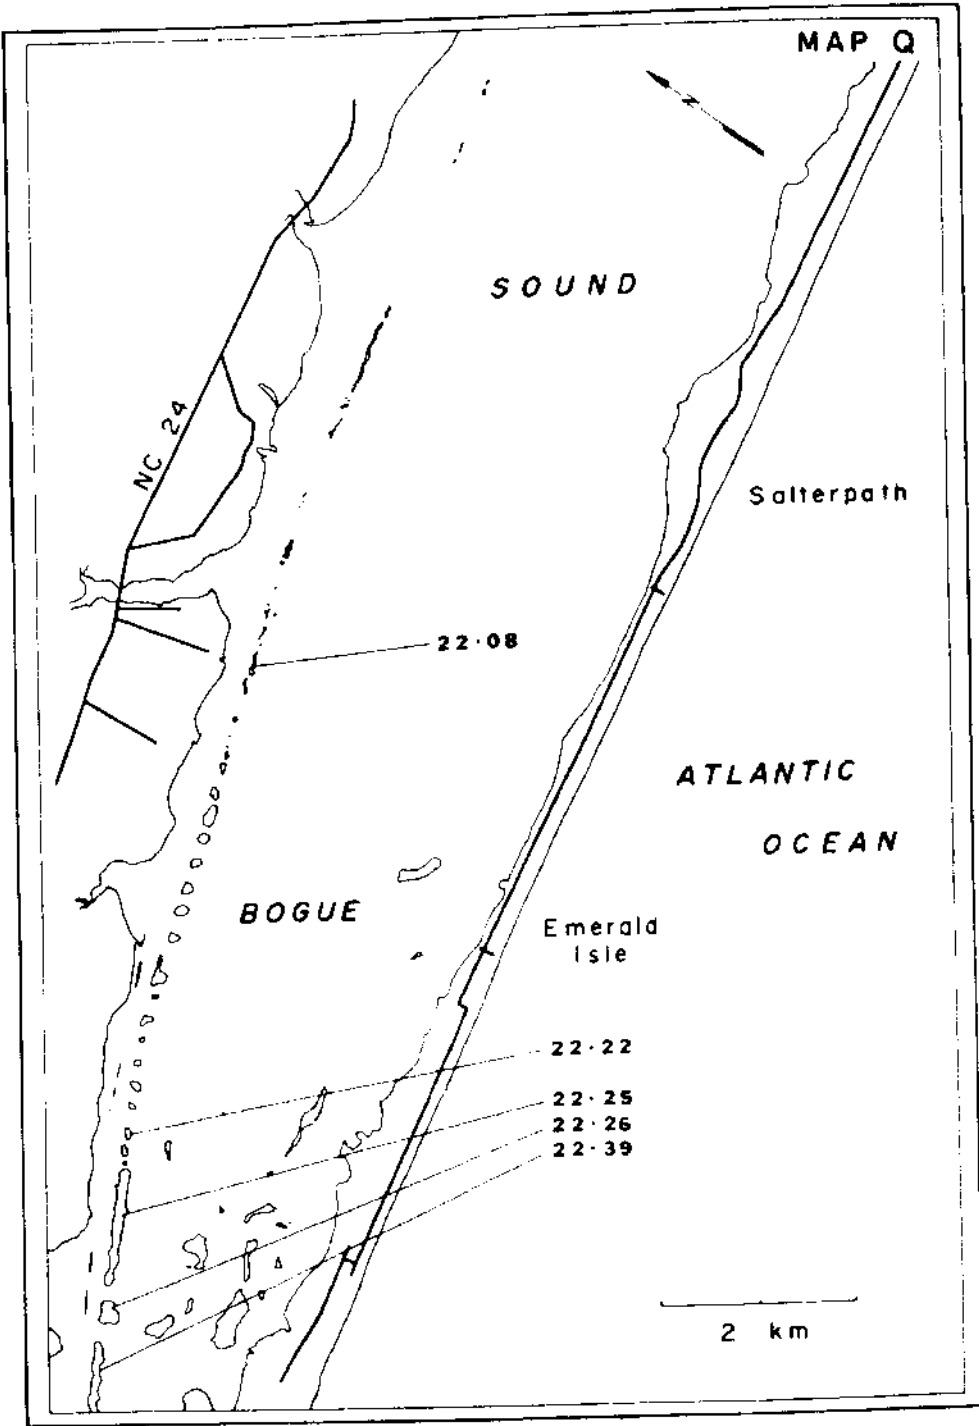 MAP Q
N
SOUND
NC 24
Salterpath
22·08
ATLANTIC
OCEAN
BOGUE
Emerald
Isle
22·22
22·25
22·26
22·39
2 km